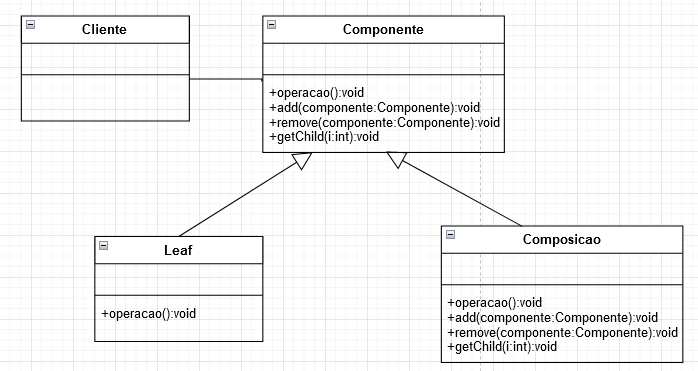 Cliente
Componente
+operacao():void
+add(componente:Componente):void
+remove(componente:Componente):void
+getChild(i:int):void
Leaf
+operacao():void
Composicao
+operacao():void
+add(componente:Componente):void
+remove(componente:Componente):void
+getChild(i:int):void